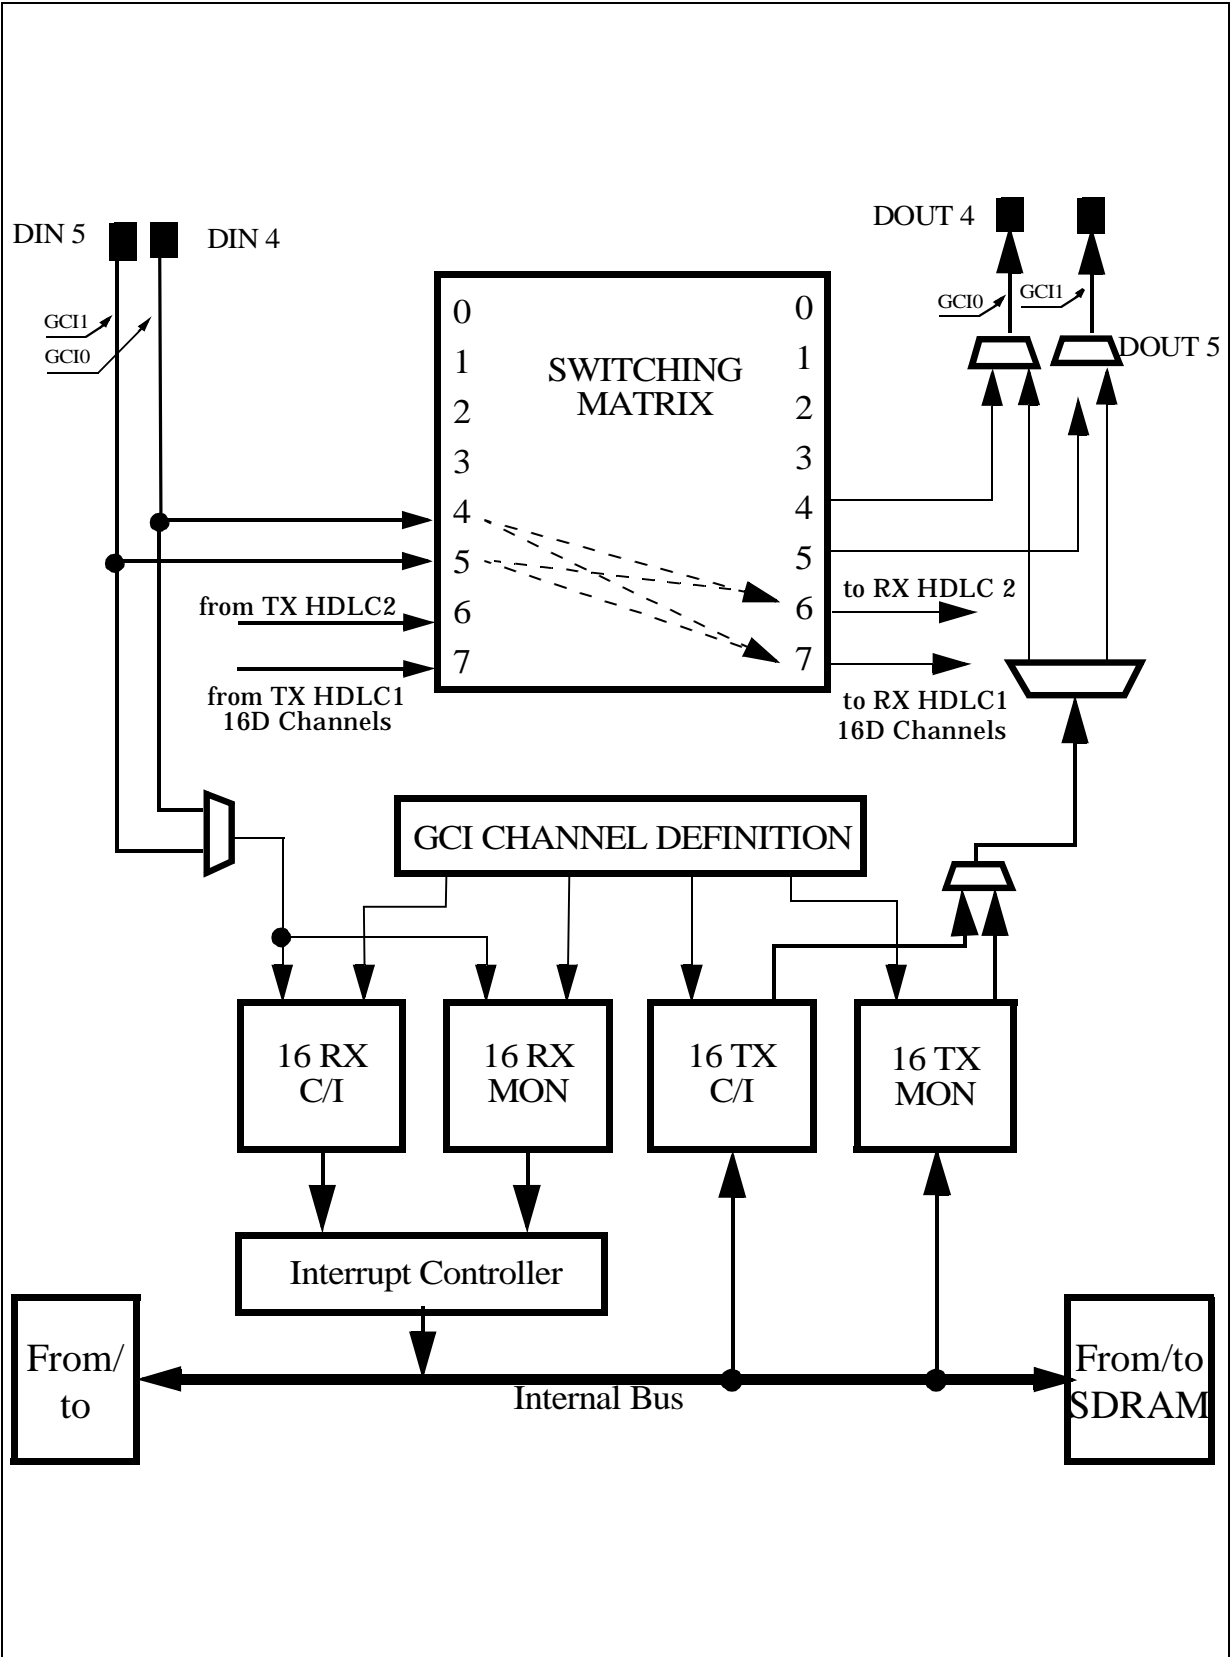 DIN 5
DIN 4
DOUT 4
GCI1
GCI0
GCI0
GCI1
DOUT 5
SWITCHING
MATRIX
0
1
2
3
4
5
6
7
0
1
2
3
4
5
6
7
from TX HDLC2
from TX HDLC1
16D Channels
to RX HDLC 2
to RX HDLC1
16D Channels
GCI CHANNEL DEFINITION
16 RX
C/I
16 RX
MON
16 TX
C/I
16 TX
MON
Interrupt Controller
From/
to
Internal Bus
From/to
SDRAM